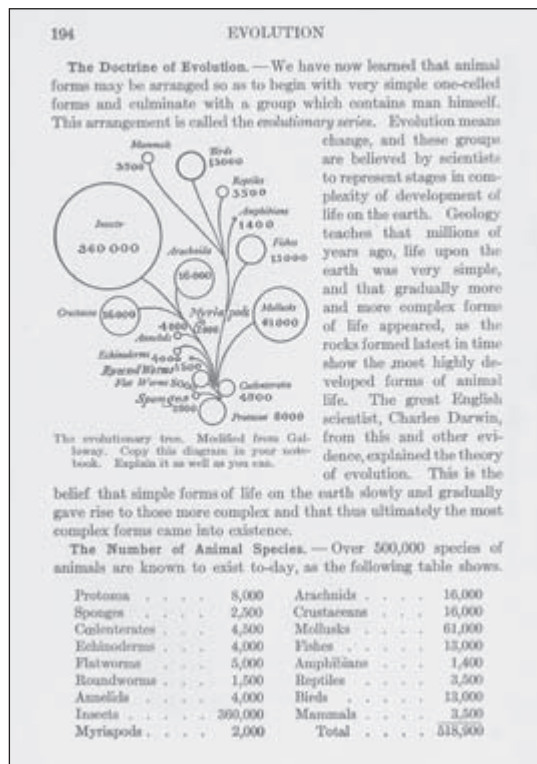 194 EVOLUTION
The Doctrine of Evolution. — We have now learned that animal
forms may be arranged so as to begin with very simple one-celled
forms and culminate with a group which contains man himself.
This arrangement is called the evolutionary series. Evolution means
change, and these groups
are believed by scientists
to represent stages in com-
plexity of development of
life on the earth. Geology
teaches that millions of
years ago, life upon the
earth was very simple,
and that gradually more
and more complex forms
of life appeared, as the
rocks formed latest in time
show the most highly de-
veloped forms of animal
life. The great English
scientist, Charles Darwin,
from this and other evi-
dence, explained the theory
of evolution. This is the
Mammals
3500
Birds
13000
Reptiles
3500
Amphibians
1400
Fishes
13000
Insects
360 000
Arachnids
16000
Crustacea
16000
Myriapods
2000
Mollusks
61000
Annelids
4000
Echinoderms 4000
Round Worms 1500
Flat Worms
Sponges
Coelenterata
4500
Protozoa 8000
The evolutionary tree. Modified from Gal-
loway. Copy this diagram in your note-
book. Explain it as well as you can.
belief that simple forms of life on the earth slowly and gradually
gave rise to those more complex and that thus ultimately the most
complex forms came into existence.
The Number of Animal Species. — Over 500,000 species of
animals are known to exist to-day, as the following table shows.
Protozoa . . . . 8,000
Sponges . . . . 2,500
Cœlenterates . . . 4,500
Echinoderms . . . 4,000
Flatworms . . . 5,000
Roundworms . . . 1,500
Annelids . . . . 4,000
Insects . . . . . 360,000
Myriapods . . . . 2,000
Arachnids . . . . 16,000
Crustaceans . . . 16,000
Mollusks . . . . 61,000
Fishes . . . . . 13,000
Amphibians . . . 1,400
Reptiles . . . . 3,500
Birds . . . . . 13,000
Mammals . . . . 3,500
Total . . . . 518,900